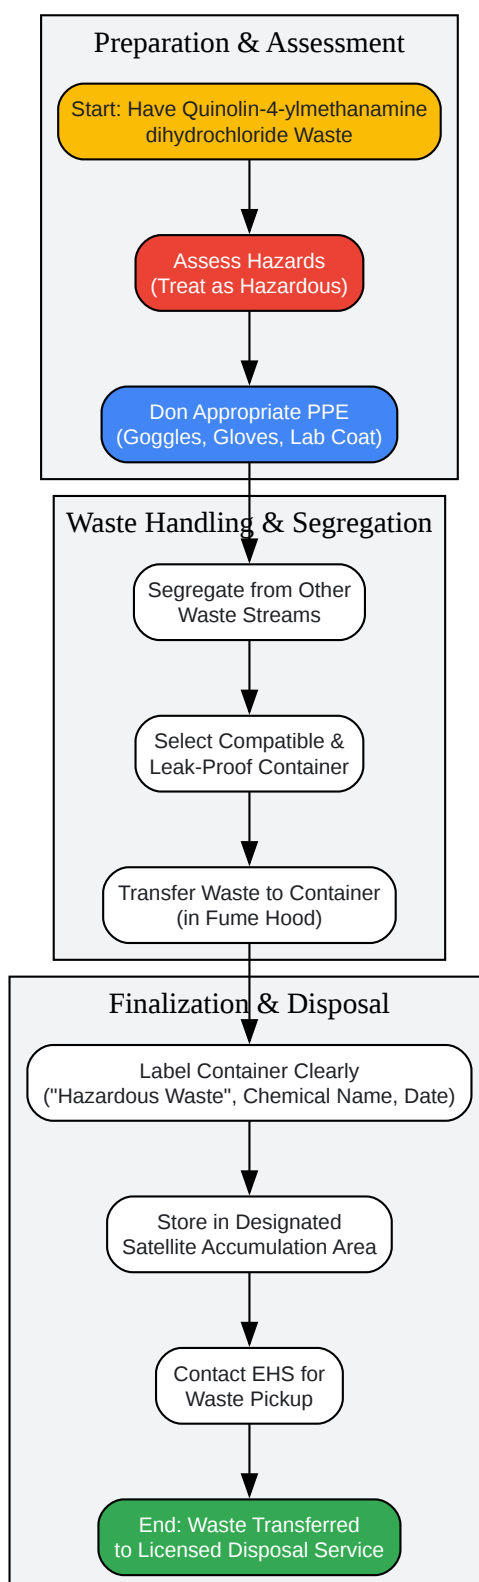 Preparation & Assessment
Start: Have Quinolin-4-ylmethanamine
dihydrochloride Waste
Assess Hazards
(Treat as Hazardous)
Don Appropriate PPE
(Goggles, Gloves, Lab Coat)
Waste Handling & Segregation
Segregate from Other
Waste Streams
Select Compatible &
Leak-Proof Container
Transfer Waste to Container
(in Fume Hood)
Finalization & Disposal
Label Container Clearly
("Hazardous Waste", Chemical Name, Date)
Store in Designated
Satellite Accumulation Area
Contact EHS for
Waste Pickup
End: Waste Transferred
to Licensed Disposal Service